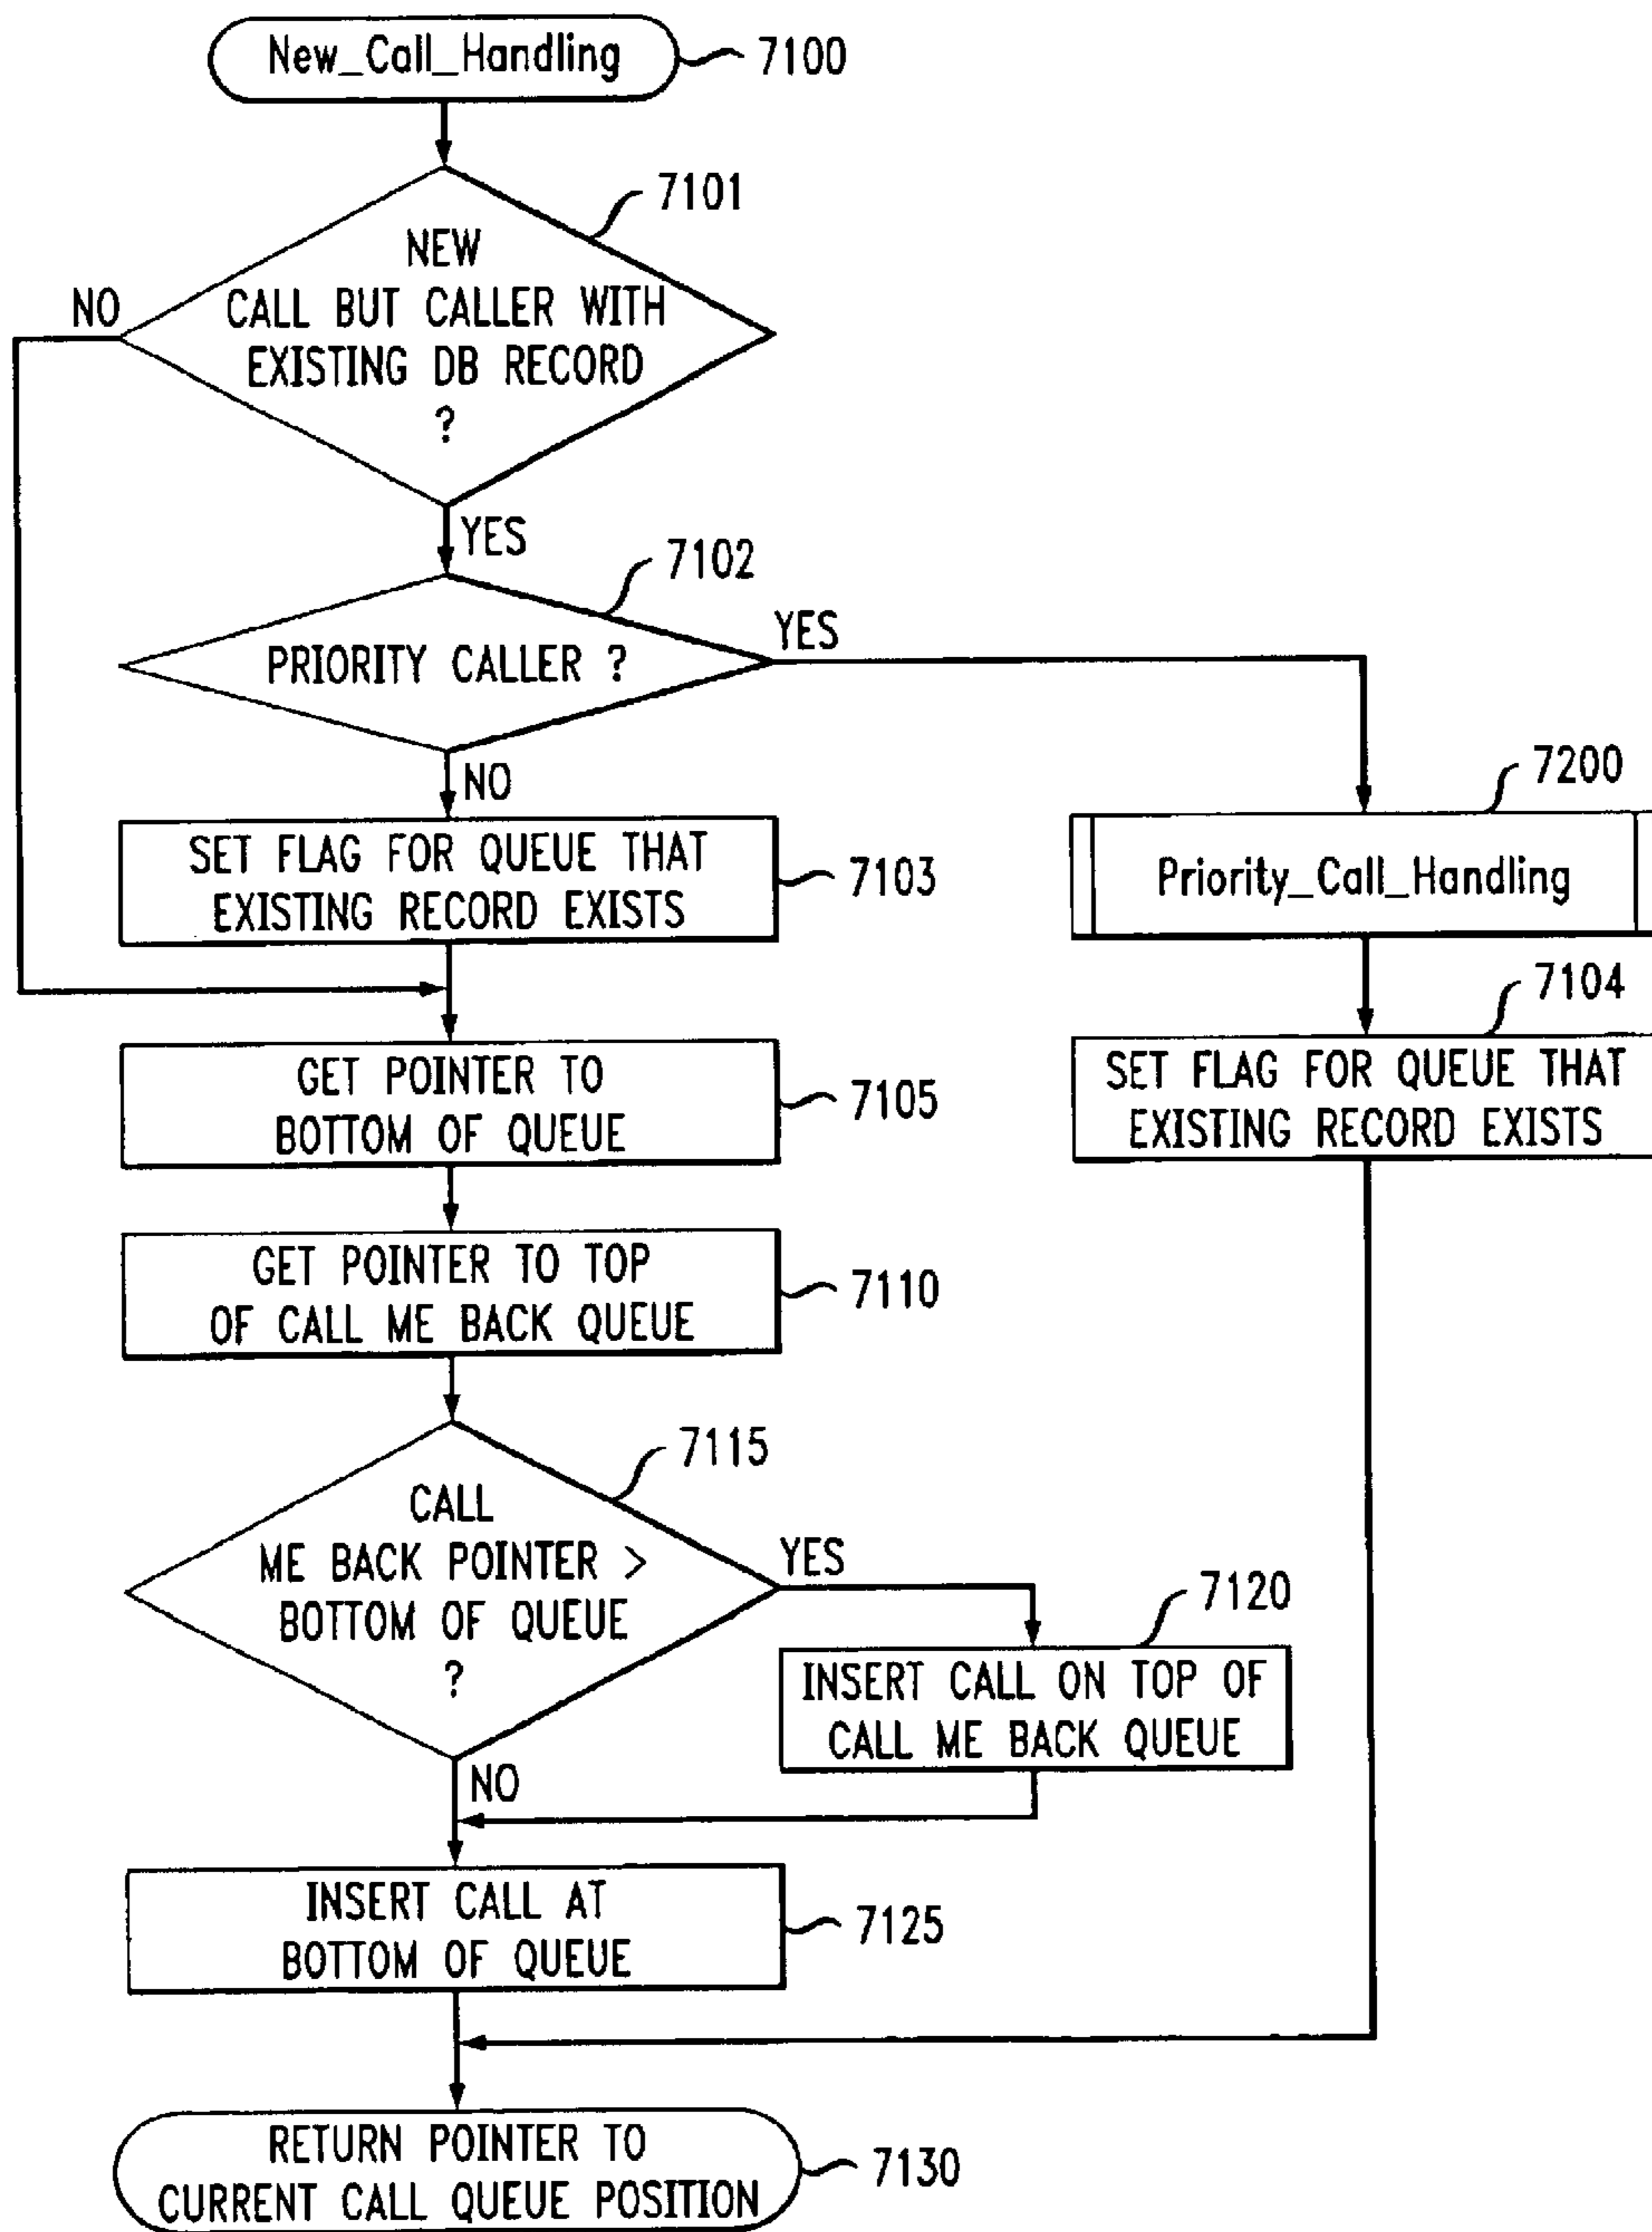 New_Call_Handling
7100
7101
NEW
CALL BUT CALLER WITH
EXISTING DB RECORD
?
NO
YES
7102
PRIORITY CALLER ?
YES
NO
7200
SET FLAG FOR QUEUE THAT
EXISTING RECORD EXISTS
7103
Priority_Call_Handling
7104
GET POINTER TO
BOTTOM OF QUEUE
7105
SET FLAG FOR QUEUE THAT
EXISTING RECORD EXISTS
GET POINTER TO TOP
OF CALL ME BACK QUEUE
7110
7115
CALL
ME BACK POINTER >
BOTTOM OF QUEUE
?
YES
7120
INSERT CALL ON TOP OF
CALL ME BACK QUEUE
NO
INSERT CALL AT
BOTTOM OF QUEUE
7125
RETURN POINTER TO
CURRENT CALL QUEUE POSITION
7130